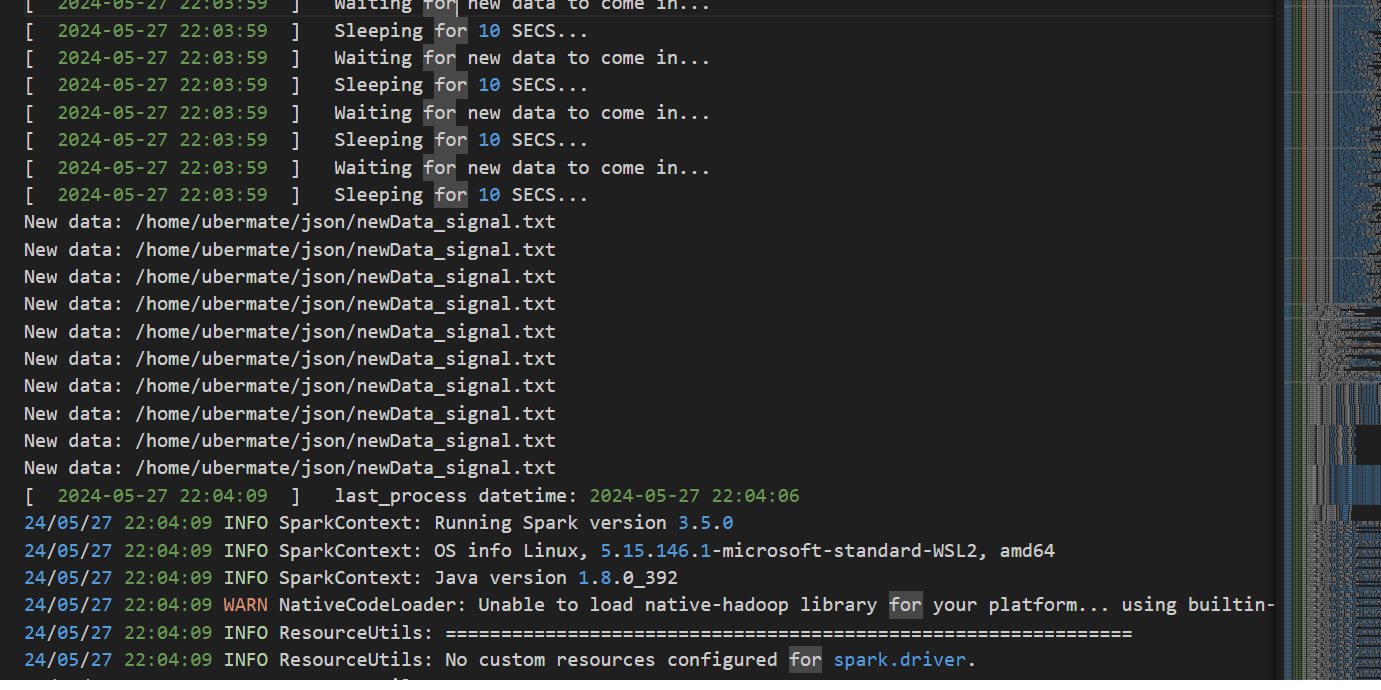 [  2024-05-27 22:03:59  ]   Waiting for new data to come in...
[  2024-05-27 22:03:59  ]   Sleeping for 10 SECS...
[  2024-05-27 22:03:59  ]   Waiting for new data to come in...
[  2024-05-27 22:03:59  ]   Sleeping for 10 SECS...
[  2024-05-27 22:03:59  ]   Waiting for new data to come in...
[  2024-05-27 22:03:59  ]   Sleeping for 10 SECS...
[  2024-05-27 22:03:59  ]   Waiting for new data to come in...
[  2024-05-27 22:03:59  ]   Sleeping for 10 SECS...
New data: /home/ubermate/json/newData_signal.txt
New data: /home/ubermate/json/newData_signal.txt
New data: /home/ubermate/json/newData_signal.txt
New data: /home/ubermate/json/newData_signal.txt
New data: /home/ubermate/json/newData_signal.txt
New data: /home/ubermate/json/newData_signal.txt
New data: /home/ubermate/json/newData_signal.txt
New data: /home/ubermate/json/newData_signal.txt
New data: /home/ubermate/json/newData_signal.txt
New data: /home/ubermate/json/newData_signal.txt
[  2024-05-27 22:04:09  ]   last_process datetime: 2024-05-27 22:04:06
24/05/27 22:04:09 INFO SparkContext: Running Spark version 3.5.0
24/05/27 22:04:09 INFO SparkContext: OS info Linux, 5.15.146.1-microsoft-standard-WSL2, amd64
24/05/27 22:04:09 INFO SparkContext: Java version 1.8.0_392
24/05/27 22:04:09 WARN NativeCodeLoader: Unable to load native-hadoop library for your platform... using builtin-
24/05/27 22:04:09 INFO ResourceUtils: ==============================================================
24/05/27 22:04:09 INFO ResourceUtils: No custom resources configured for spark.driver.